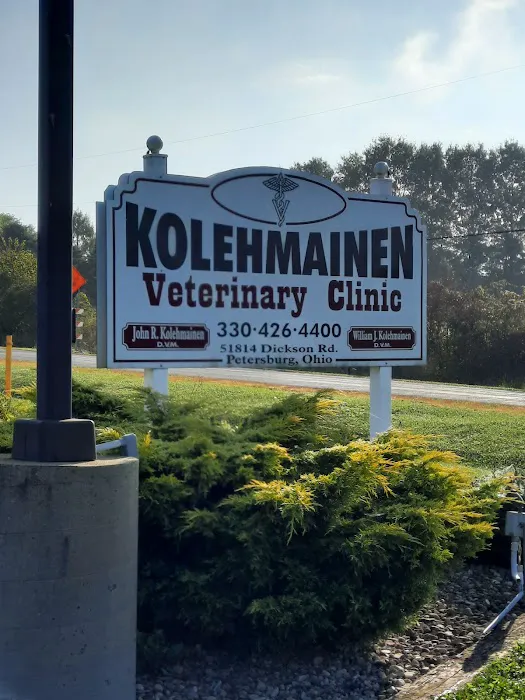 KOLEHMAINEN
Veterinary Clinic
John R. Kolehmainen
D.V.M.
330·426·4400
51814 Dickson Rd.
Petersburg, Ohio
William J. Kolehmainen
D.V.M.